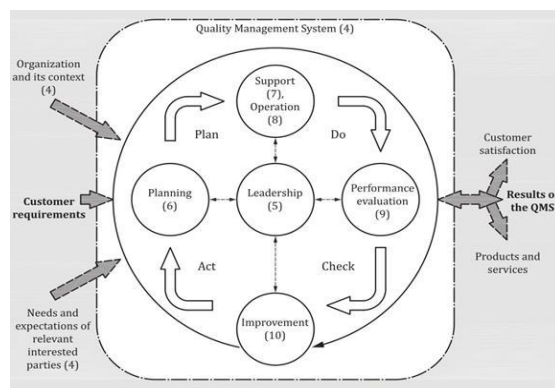 Quality Management System (4)
Organization
and its context
(4)
Support
(7),
Operation
(8)
Plan
Do
Customer
satisfaction
Customer
requirements
Planning
(6)
Leadership
(5)
Performance
evaluation
(9)
Results o
the QMS
Act
Check
Products and
services
Needs and
expectations of
relevant
interested
parties (4)
Improvement
(10)